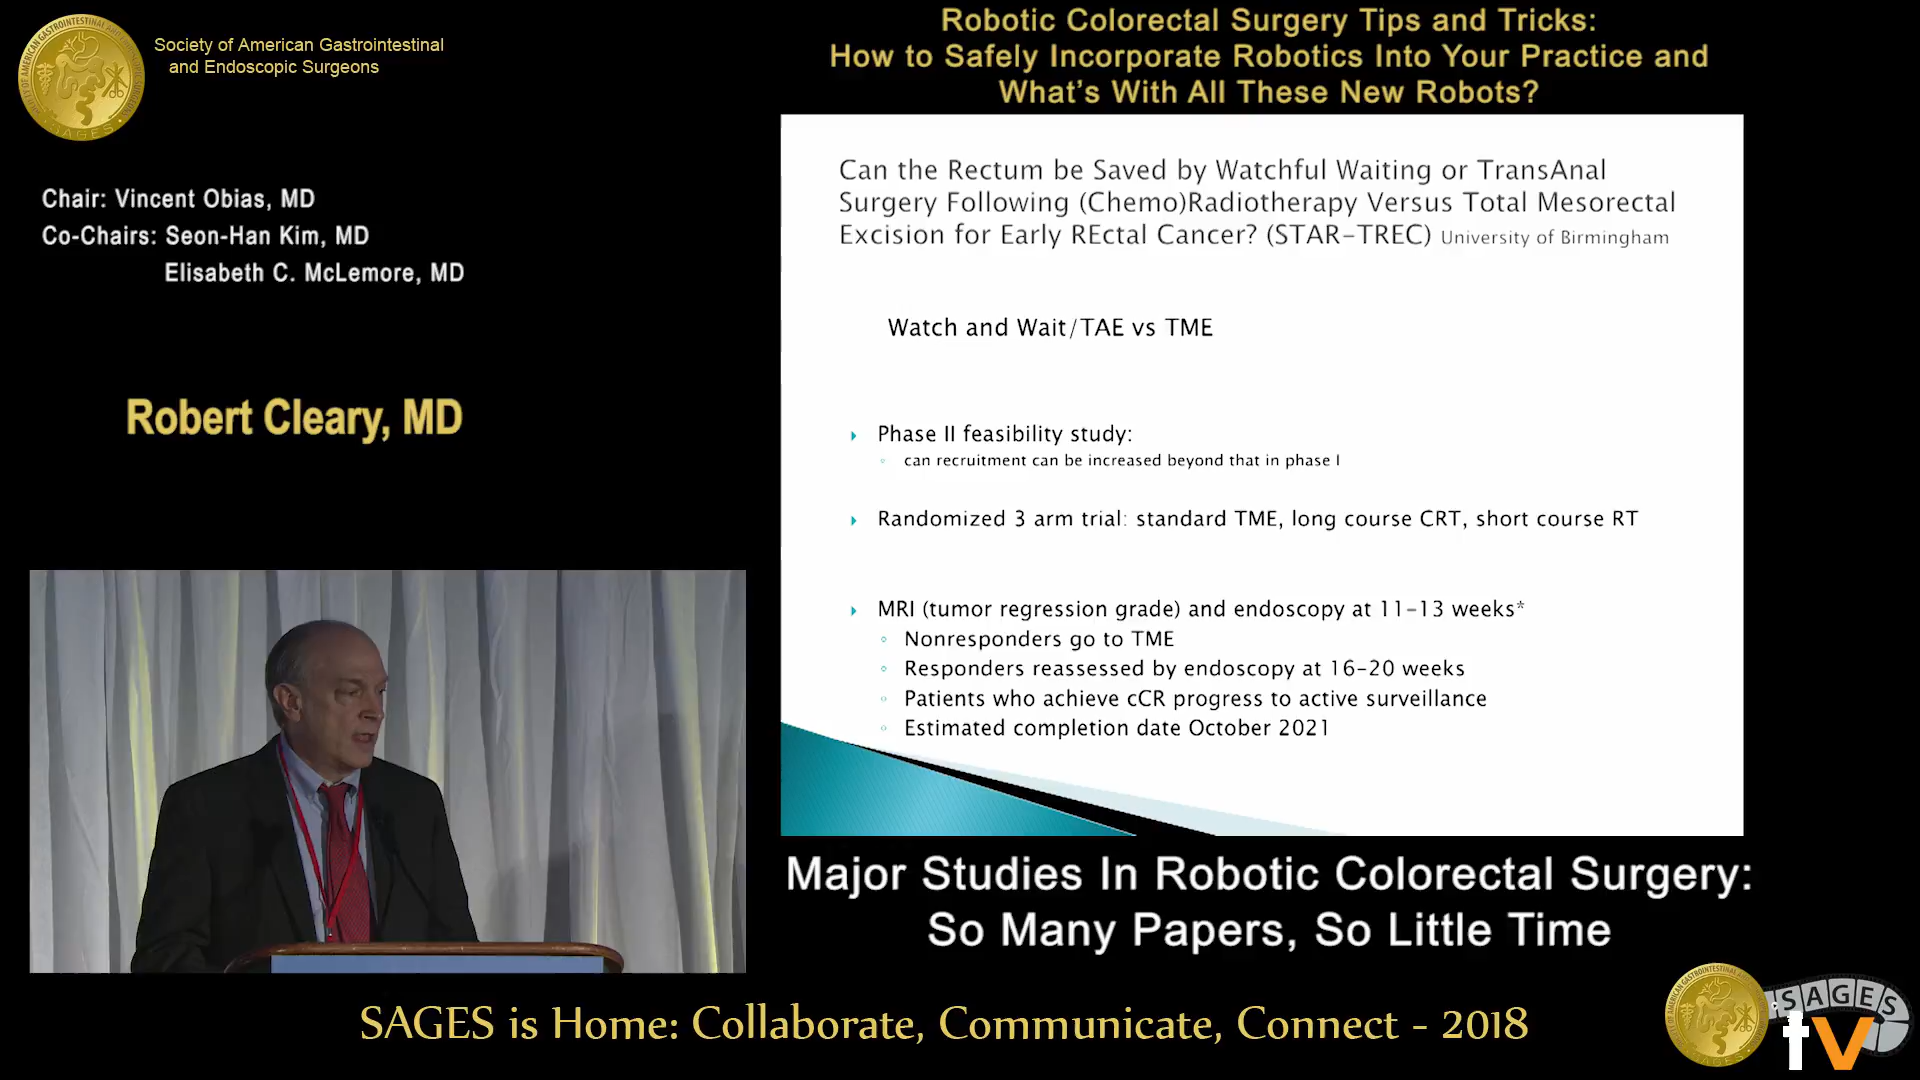 Society of American Gastrointestinal
and Endoscopic Surgeons
Robotic Colorectal Surgery Tips and Tricks:
How to Safely Incorporate Robotics Into Your Practice and
What's With All These New Robots?
Chair: Vincent Obias, MD
Co-Chairs: Seon-Han Kim, MD
Elisabeth C. McLemore, MD
Robert Cleary, MD
Can the Rectum be Saved by Watchful Waiting or TransAnal
Surgery Following (Chemo)Radiotherapy Versus Total Mesorectal
Excision for Early REctal Cancer? (STAR-TREC) University of Birmingham
Watch and Wait/TAE vs TME
Phase II feasibility study:
can recruitment can be increased beyond that in phase I
Randomized 3 arm trial: standard TME, long course CRT, short course RT
MRI (tumor regression grade) and endoscopy at 11-13 weeks*
Nonresponders go to TME
Responders reassessed by endoscopy at 16-20 weeks
Patients who achieve cCR progress to active surveillance
Estimated completion date October 2021
Major Studies In Robotic Colorectal Surgery:
So Many Papers, So Little Time
SAGES is Home: Collaborate, Communicate, Connect - 2018
SAGES
tv